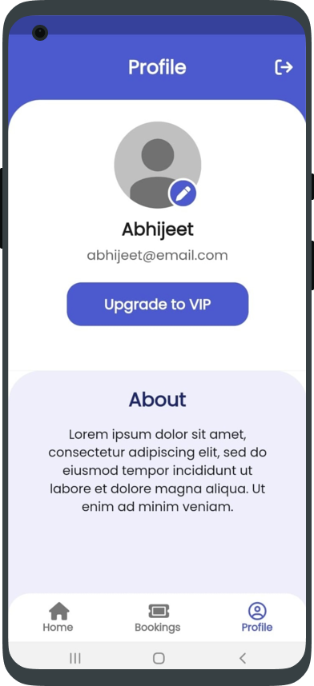 Profile
Abhijeet
abhijeet@email.com
Upgrade to VIP
About
Lorem ipsum dolor sit amet,
consectetur adipiscing elit, sed do
eiusmod tempor incididunt ut
labore et dolore magna aliqua. Ut
enim ad minim veniam.
Home
Bookings
Profile